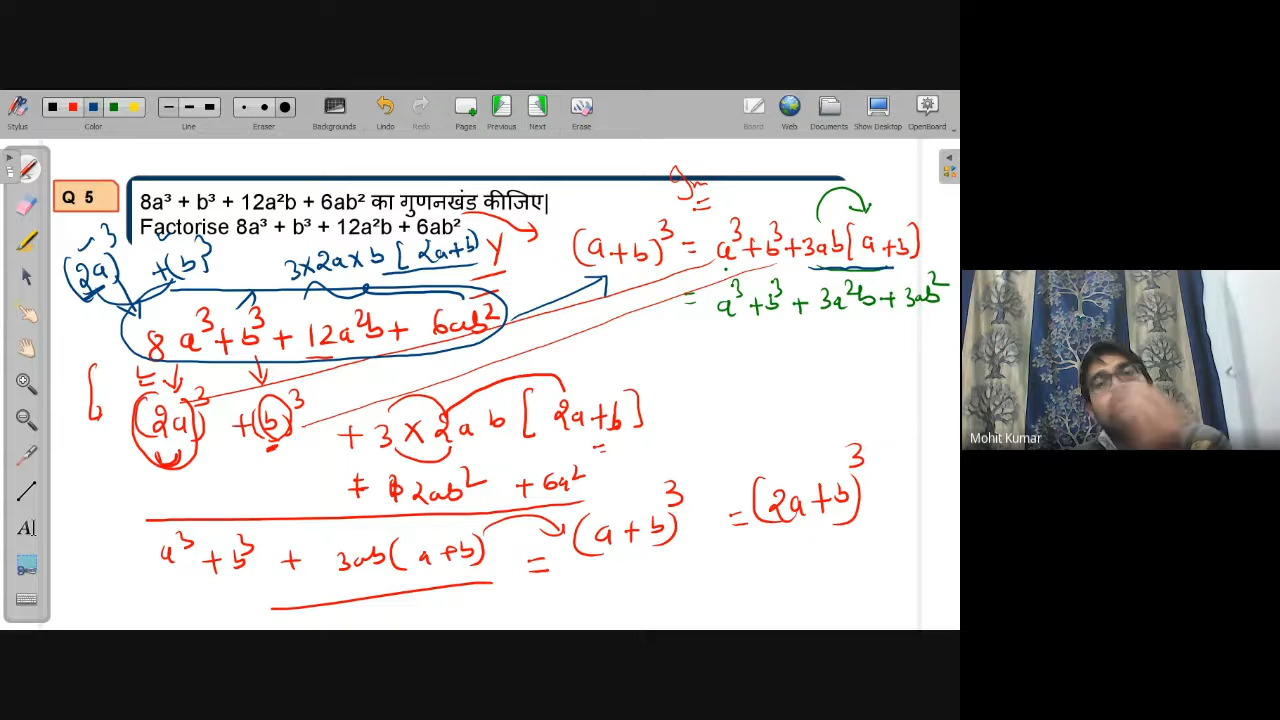 Stylus Color Line Eraser Backgrounds Undo Redo Pages Previous Next Erase Board Web Documents Show Desktop OpenBoard
Q 5
8a³ + b³ + 12a²b + 6ab² का गुणनखंड कीजिए|
Factorise 8a³ + b³ + 12a²b + 6ab²
(a+b)³ = a³+b³+3ab[a+b]
= a³+b³+3a²b+3ab²
(2a)³ +(b)³ 3×2a×b[2a+b]
8a³+b³+12a²b+6ab²
(2a)³ +(b)³ +3×2ab[2a+b]
+ 12ab² +6a²
a³+b³ + 3ab(a+b) = (a+b)³ =(2a+b)³
Mohit Kumar